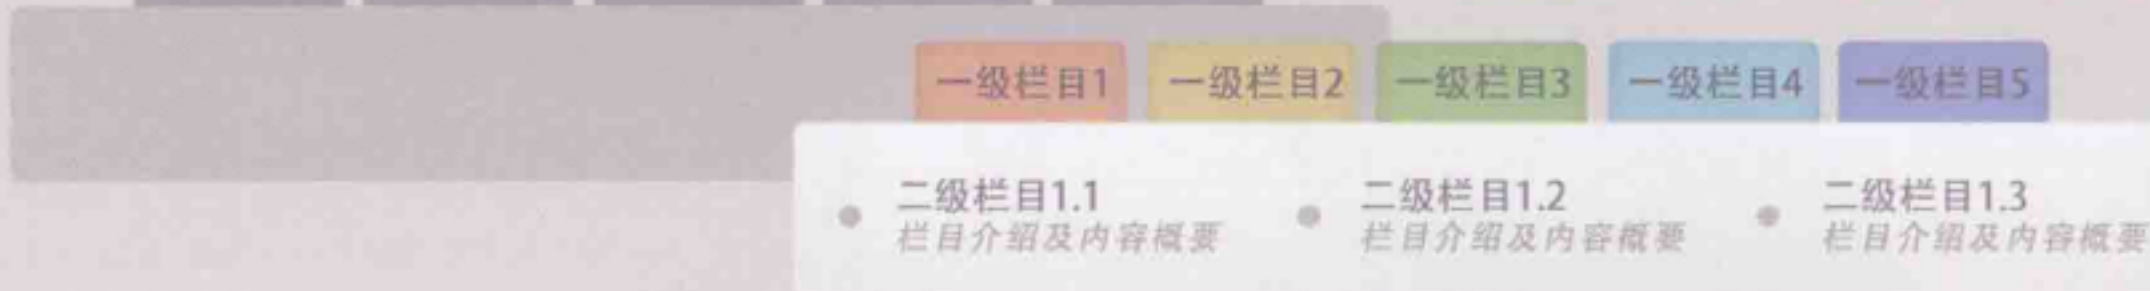 一级栏目1 一级栏目2 一级栏目3 一级栏目4 一级栏目5
二级栏目1.1 二级栏目1.2 二级栏目1.3
栏目介绍及内容概要 栏目介绍及内容概要 栏目介绍及内容概要